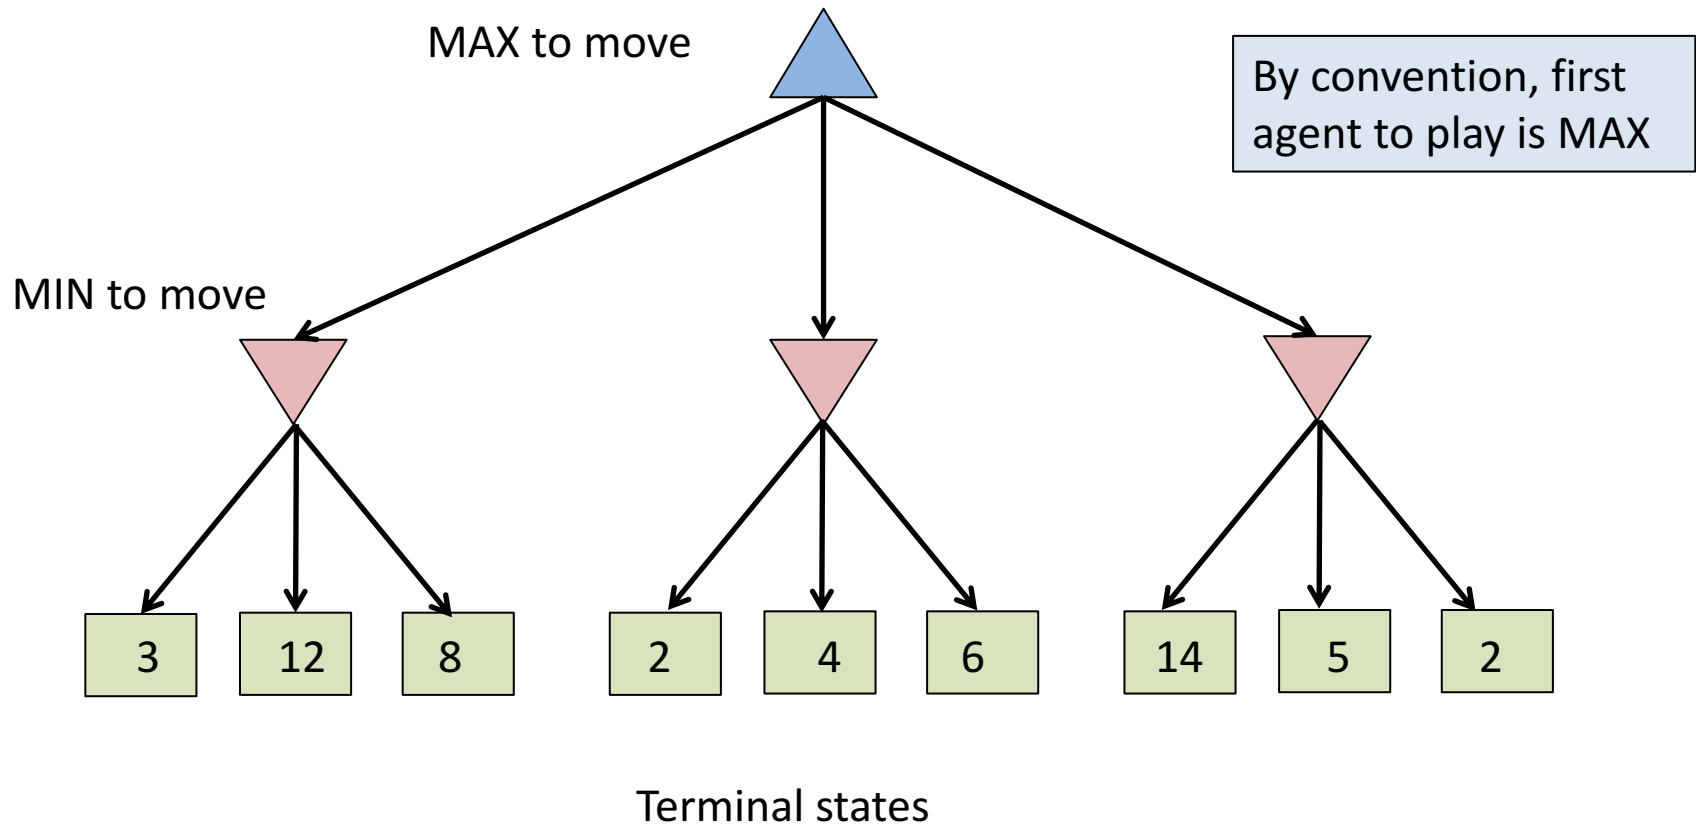 MAX to move
By convention, first
agent to play is MAX
MIN to move
3 12 8 2 4 6 14 5 2
Terminal states